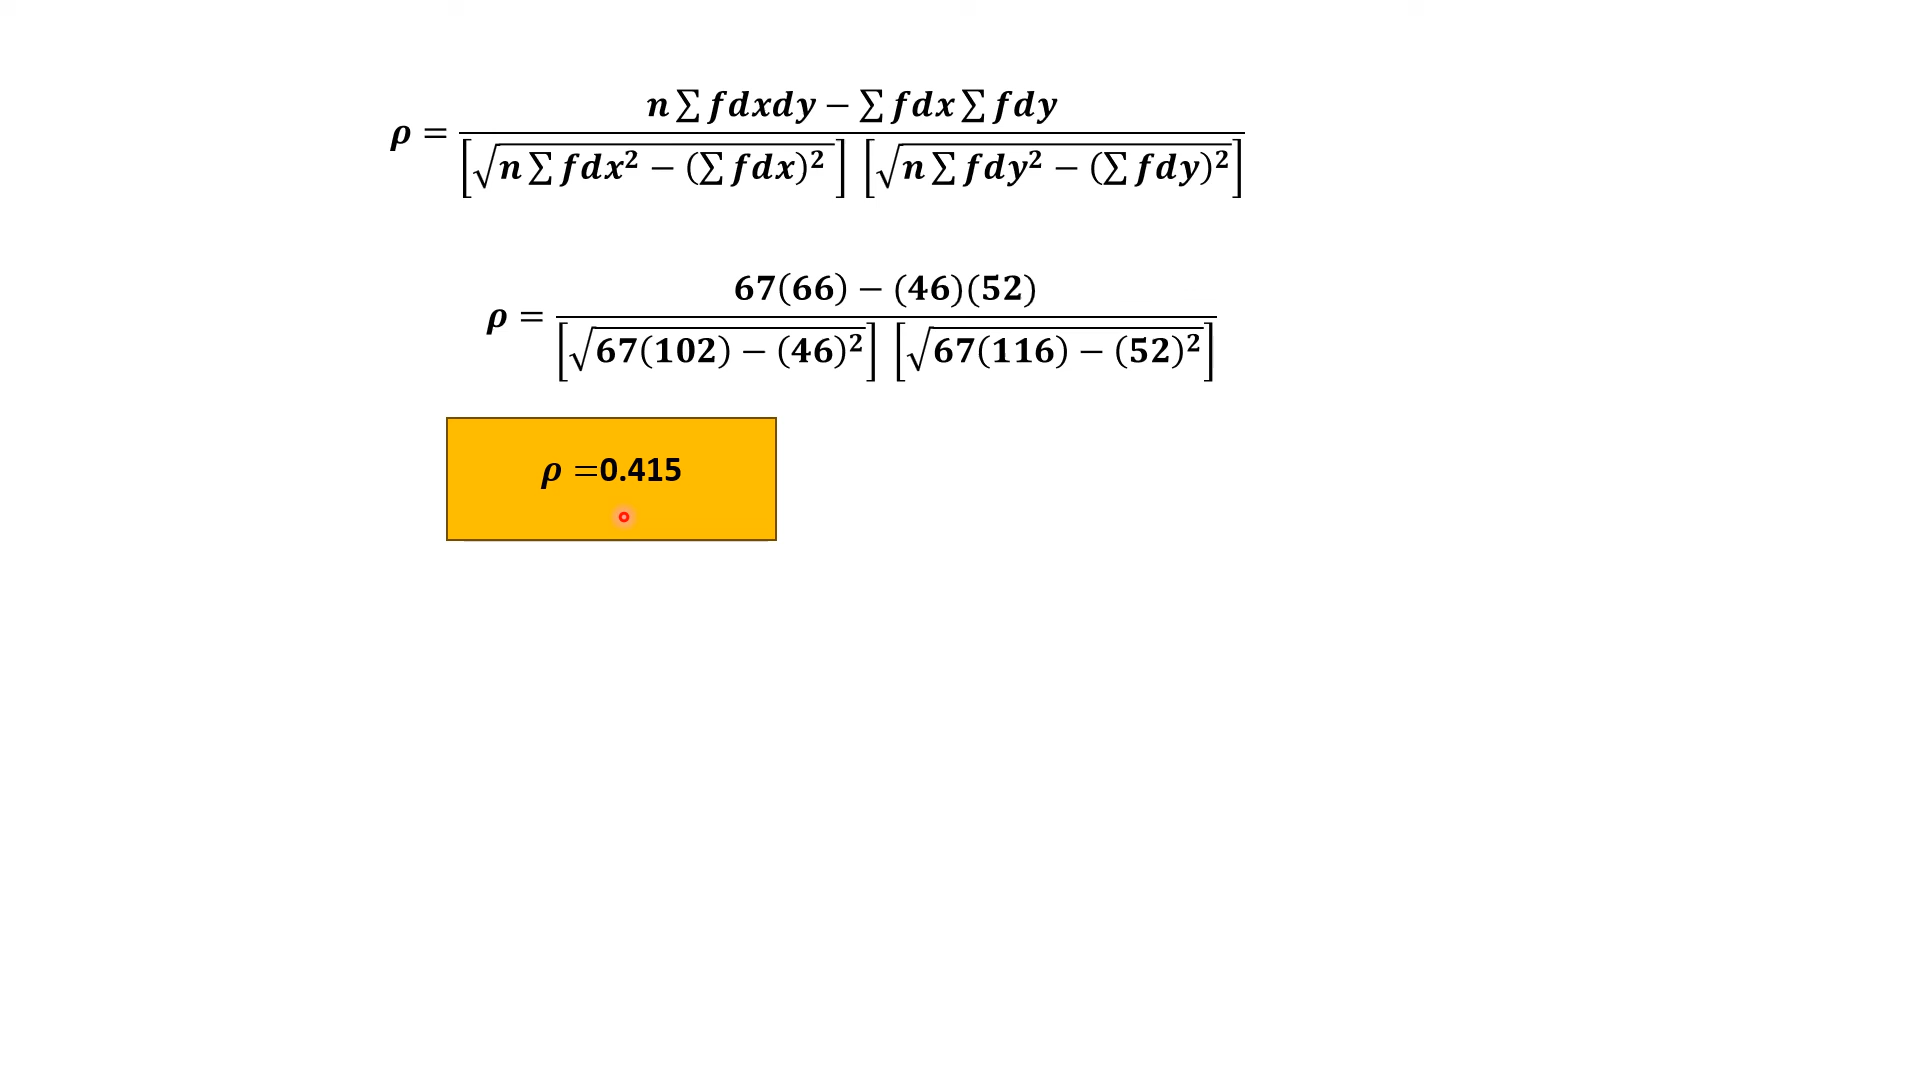 ρ = n ∑ fdxdy − ∑ fdx ∑ fdy / [√n ∑ fdx² − (∑ fdx)²] [√n ∑ fdy² − (∑ fdy)²]
ρ = 67(66) − (46)(52) / [√67(102) − (46)²] [√67(116) − (52)²]
ρ =0.415